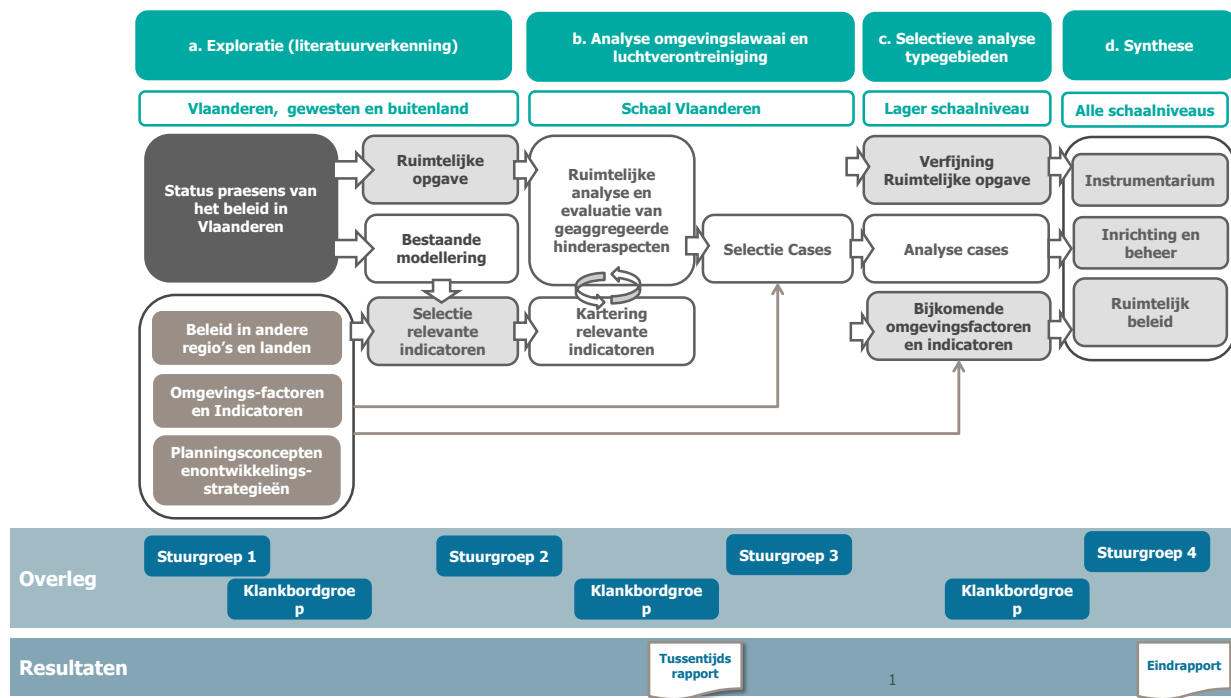 a. Exploratie (literatuurverkenning)
b. Analyse omgevingslawaai en
luchtverontreiniging
c. Selectieve analyse
typegebieden
d. Synthese
Vlaanderen, gewesten en buitenland
Schaal Vlaanderen
Lager schaalniveau
Alle schaalniveaus
Status praesens van
het beleid in
Vlaanderen
Ruimtelijke
opgave
Bestaande
modellering
Selectie
relevante
indicatoren
Ruimtelijke
analyse en
evaluatie van
geaggregeerde
hinderaspecten
Kartering
relevante
indicatoren
Selectie Cases
Verfijning
Ruimtelijke opgave
Analyse cases
Bijkomende
omgevingsfactoren
en indicatoren
Instrumentarium
Inrichting en
beheer
Ruimtelijk
beleid
Beleid in andere
regio's en landen
Omgevings-factoren
en Indicatoren
Planningsconcepten
enontwikkelings-
strategieën
Overleg
Stuurgroep 1
Klankbordgroe
p
Stuurgroep 2
Klankbordgroe
p
Stuurgroep 3
Klankbordgroe
p
Stuurgroep 4
Resultaten
Tussentijds
rapport
1
Eindrapport